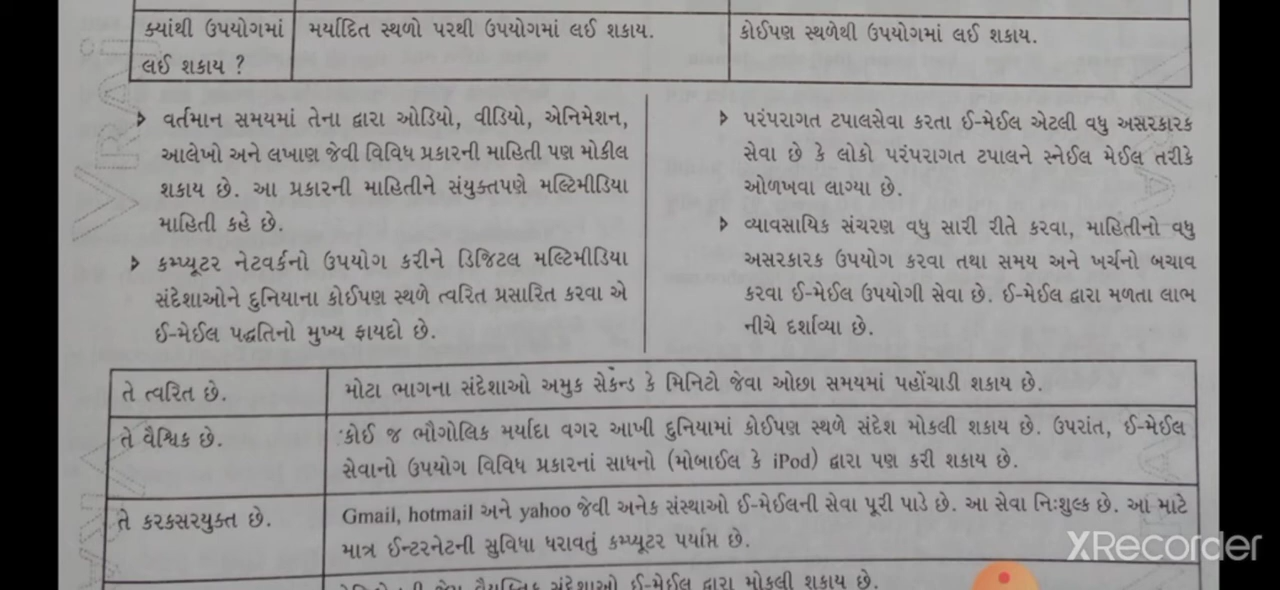 ક્યાંથી ઉપયોગમાં લઈ શકાય ?
મર્યાદિત સ્થળો પરથી ઉપયોગમાં લઈ શકાય.
કોઈપણ સ્થળેથી ઉપયોગમાં લઈ શકાય.
વર્તમાન સમયમાં તેના દ્વારા ઓડિયો, વીડિયો, એનિમેશન,
આલેખો અને લખાણ જેવી વિવિધ પ્રકારની માહિતી પણ મોકીલ
શકાય છે. આ પ્રકારની માહિતીને સંયુક્તપણે મલ્ટિમીડિયા
માહિતી કહે છે.
કમ્પ્યૂટર નેટવર્કનો ઉપયોગ કરીને ડિજિટલ મલ્ટિમીડિયા
સંદેશાઓને દુનિયાના કોઈપણ સ્થળે ત્વરિત પ્રસારિત કરવા એ
ઈ-મેઈલ પદ્ધતિનો મુખ્ય ફાયદો છે.
પરંપરાગત ટપાલસેવા કરતા ઈ-મેઈલ એટલી વધુ અસરકારક
સેવા છે કે લોકો પરંપરાગત ટપાલને સ્નેઈલ મેઈલ તરીકે
ઓળખવા લાગ્યા છે.
વ્યાવસાયિક સંચરણ વધુ સારી રીતે કરવા, માહિતીનો વધુ
અસરકારક ઉપયોગ કરવા તથા સમય અને ખર્ચનો બચાવ
કરવા ઈ-મેઈલ ઉપયોગી સેવા છે. ઈ-મેઈલ દ્વારા મળતા લાભ
નીચે દર્શાવ્યા છે.
તે ત્વરિત છે.
મોટા ભાગના સંદેશાઓ અમુક સેકેન્ડ કે મિનિટો જેવા ઓછા સમયમાં પહોંચાડી શકાય છે.
તે વૈશ્વિક છે.
કોઈ જ ભૌગોલિક મર્યાદા વગર આખી દુનિયામાં કોઈપણ સ્થળે સંદેશ મોકલી શકાય છે. ઉપરાંત, ઈ-મેઈલ
સેવાનો ઉપયોગ વિવિધ પ્રકારનાં સાધનો (મોબાઈલ કે iPod) દ્વારા પણ કરી શકાય છે.
તે કરકસરયુક્ત છે.
Gmail, hotmail અને yahoo જેવી અનેક સંસ્થાઓ ઈ-મેઈલની સેવા પૂરી પાડે છે. આ સેવા નિઃશુલ્ક છે. આ માટે
માત્ર ઈન્ટરનેટની સુવિધા ધરાવતું કમ્પ્યૂટર પર્યાપ્ત છે.
સંદેશાઓ ઈ-મેઈલ દ્વારા મોકલી શકાય છે.
XRecorder